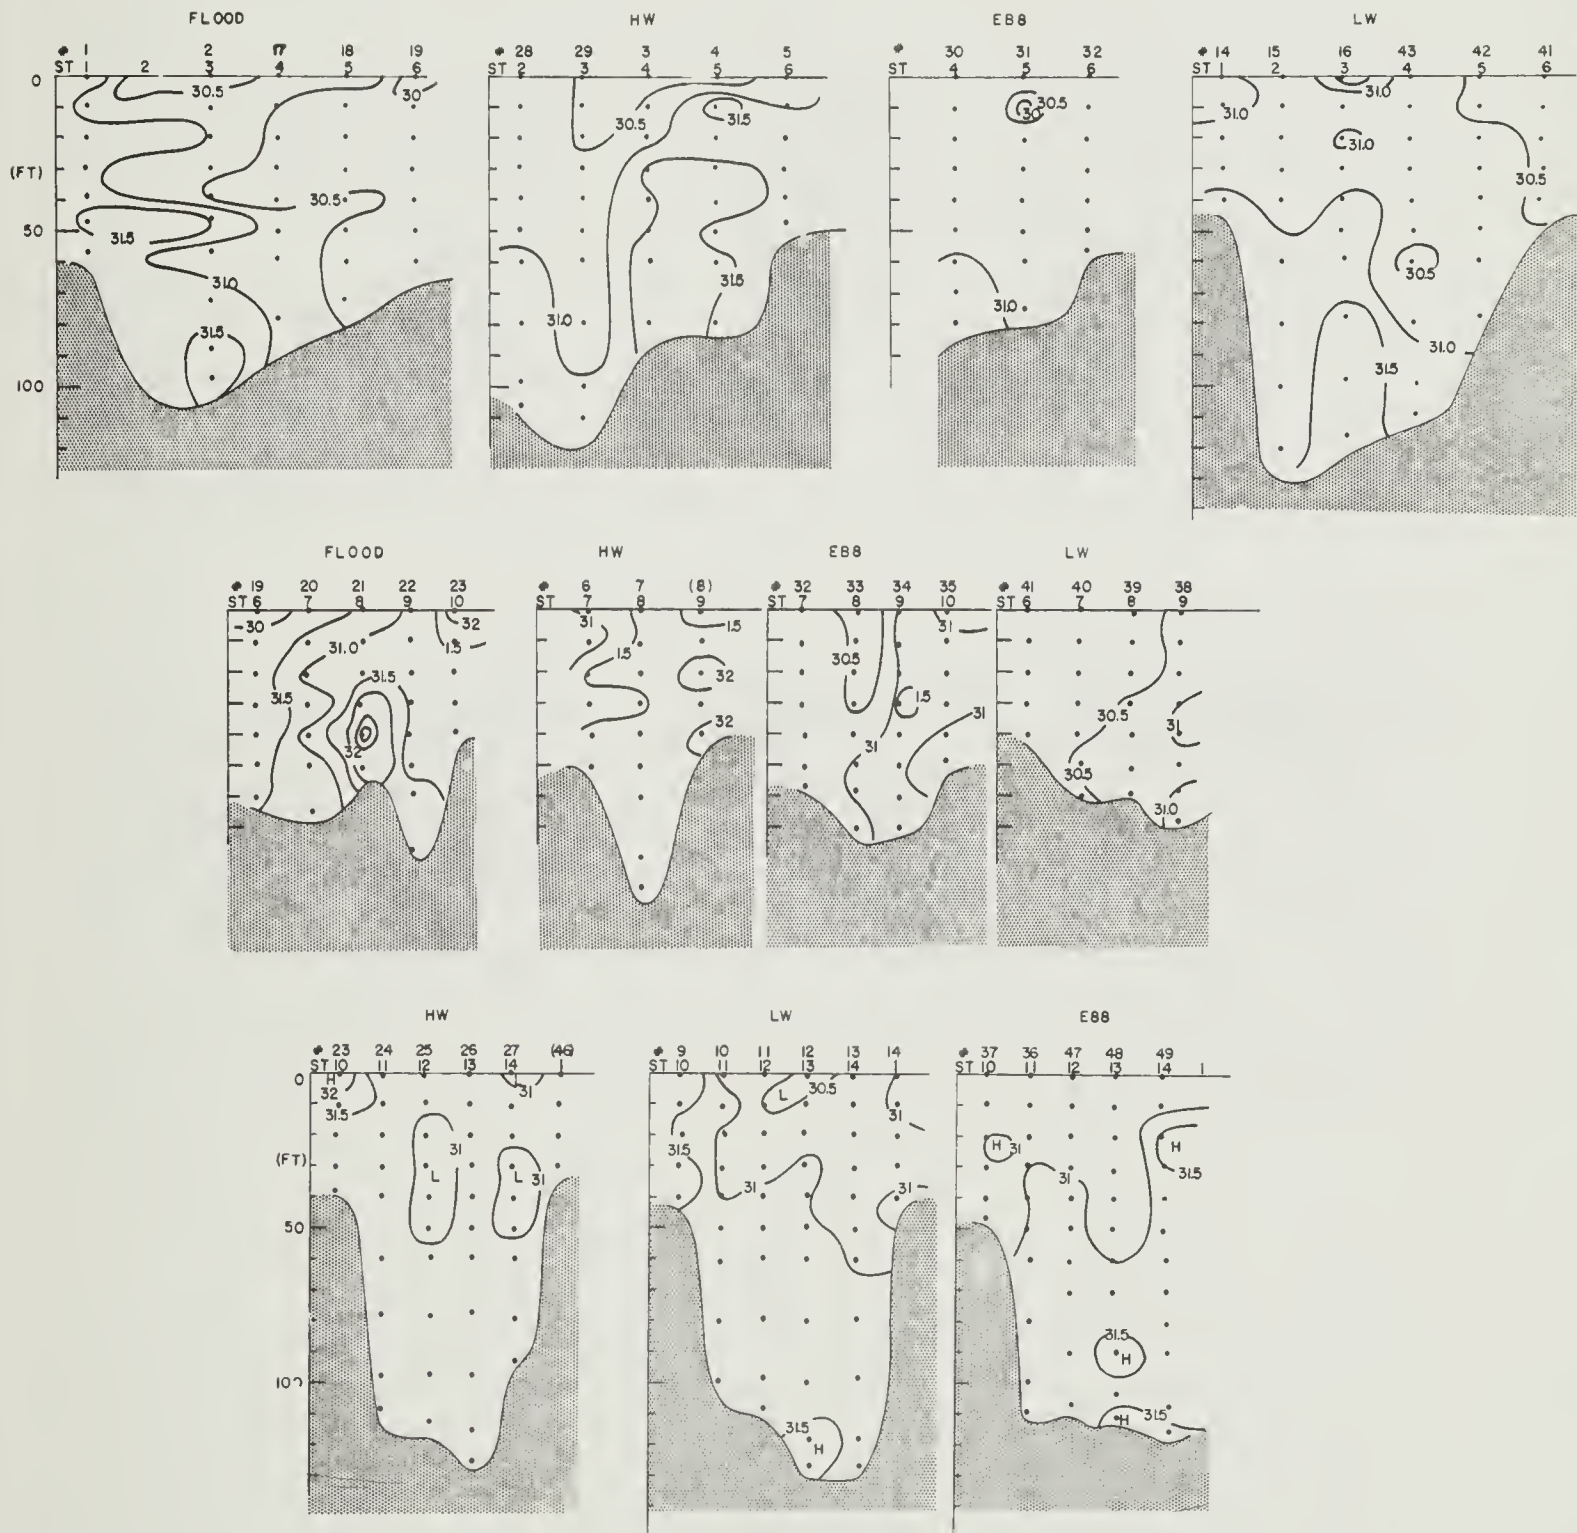 FLOOD HW EB8 LW
# 1 2 17 18 19 28 29 3 4 5 # 30 31 32 # 14 15 16 43 42 41
ST 1 2 3 4 5 6 ST 2 3 4 5 6 ST 4 5 6 ST 1 2 3 4 5 6
0 30.5 30 30.5 31.5 30.5 30 31.0 31.0 31.0
(FT) 30.5 30.5
50 31.5 31.0 31.5 31.0 30.5
31.5 31.0 31.0 31.5
100
FLOOD HW EB8 LW
# 19 20 21 22 23 # 6 7 (8) # 32 33 34 35 # 41 40 39 38
ST 6 7 8 9 10 ST 7 8 9 ST 7 8 9 10 ST 6 7 8 9
30 31.0 32 1.5 31 1.5 1.5 31
31.5 31.5 32 30.5 1.5
32 32 31 31 30.5 31
30.5 31.0
HW LW E88
# 23 24 25 26 27 (46) # 9 10 11 12 13 14 # 37 36 47 48 49
ST 10 11 12 13 14 1 ST 10 11 12 13 14 1 ST 10 11 12 13 14 1
0 H 32 31.5 31 L 30.5 31
(FT) 31 L L 31 31.5 31 31 H 31 31 H 31.5
50
31.5 H
100
31.5 H 31.5 H